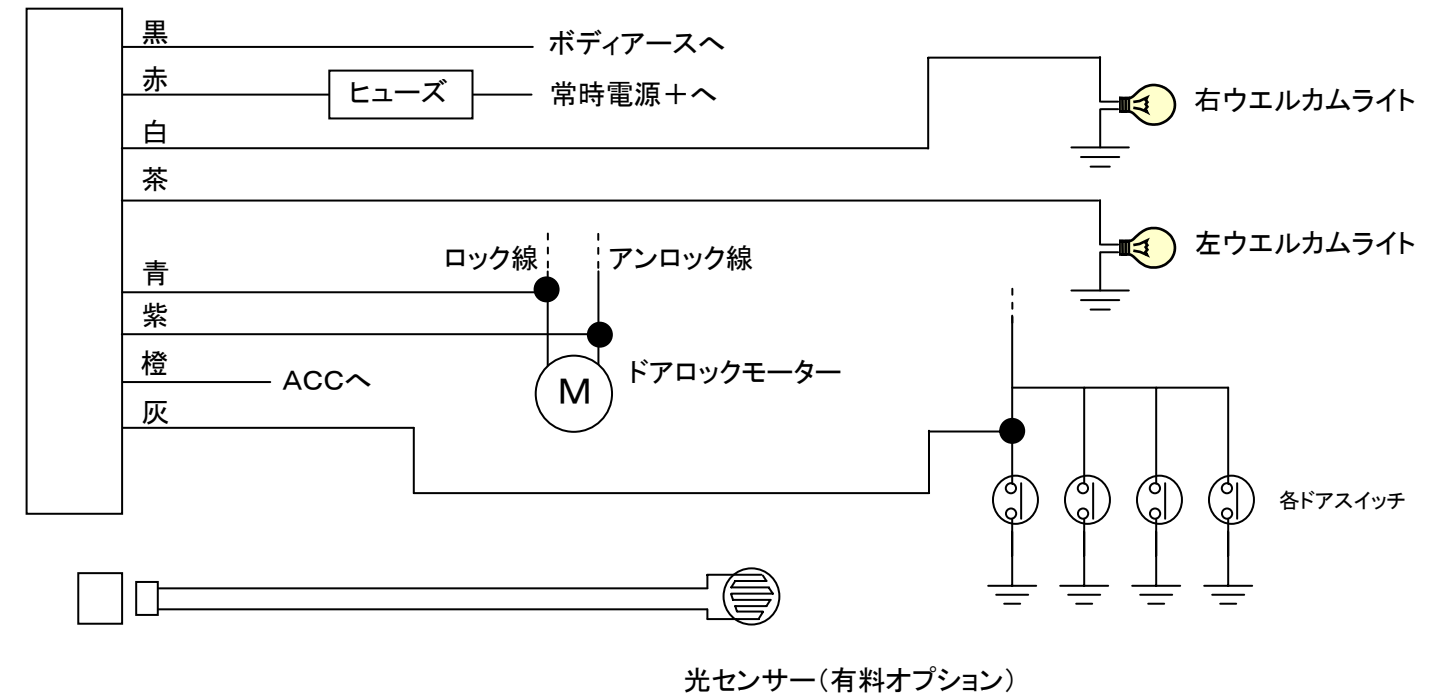 黒
ボディアースへ
赤
ヒューズ
常時電源+へ
右ウエルカムライト
白
茶
左ウエルカムライト
ロック線
アンロック線
青
紫
橙
ACCへ
M
ドアロックモーター
灰
各ドアスイッチ
光センサー(有料オプション)